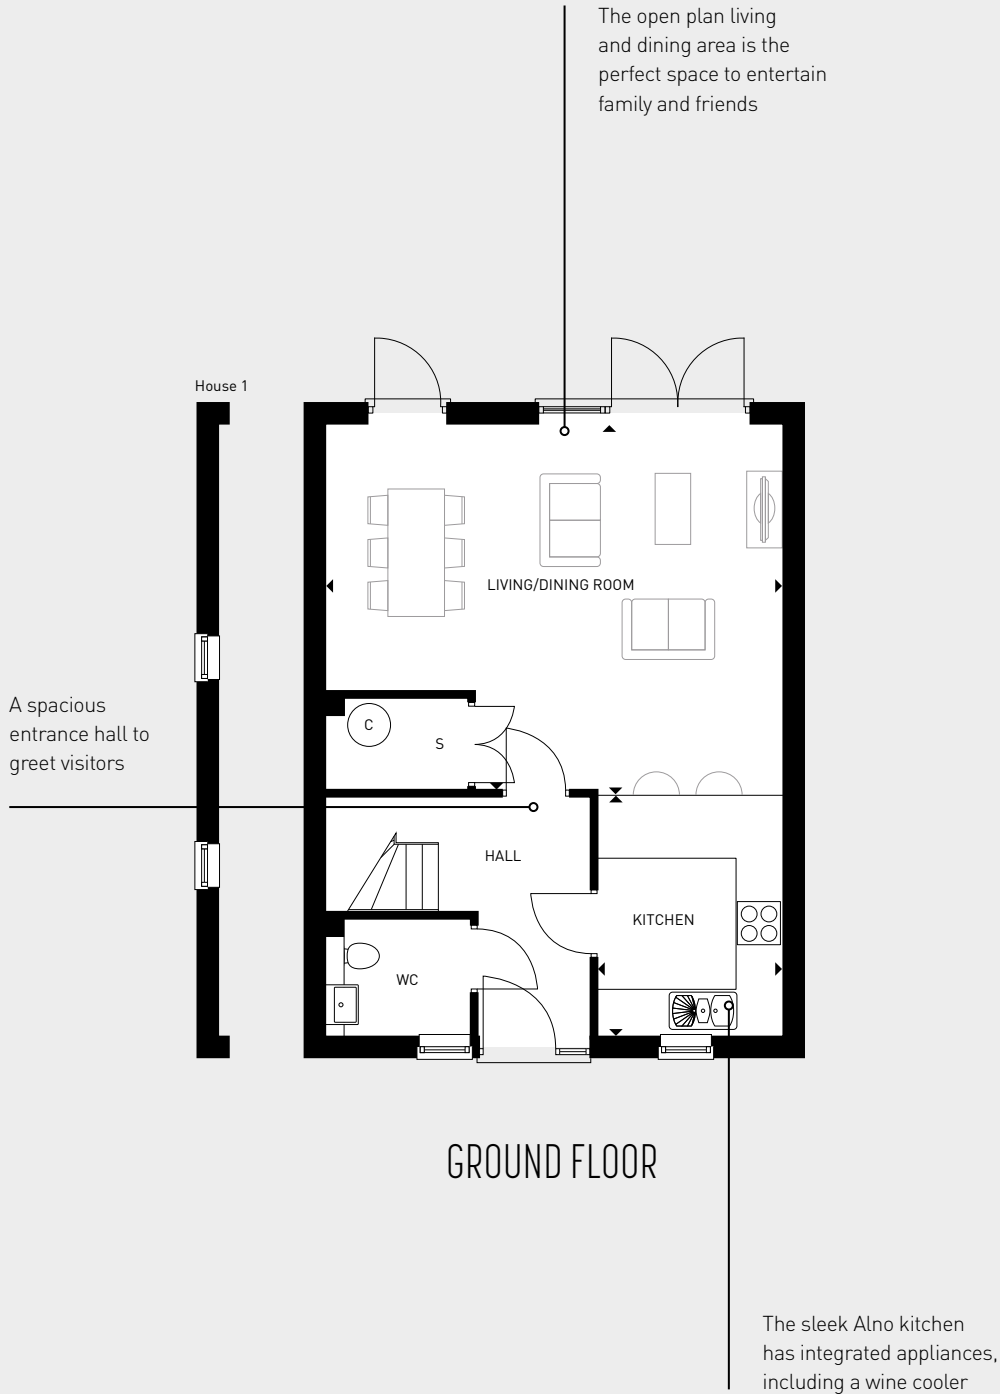 The open plan living
and dining area is the
perfect space to entertain
family and friends
House 1
LIVING/DINING ROOM
A spacious
entrance hall to
greet visitors
C
S
HALL
KITCHEN
WC
GROUND FLOOR
The sleek Alno kitchen
has integrated appliances,
including a wine cooler